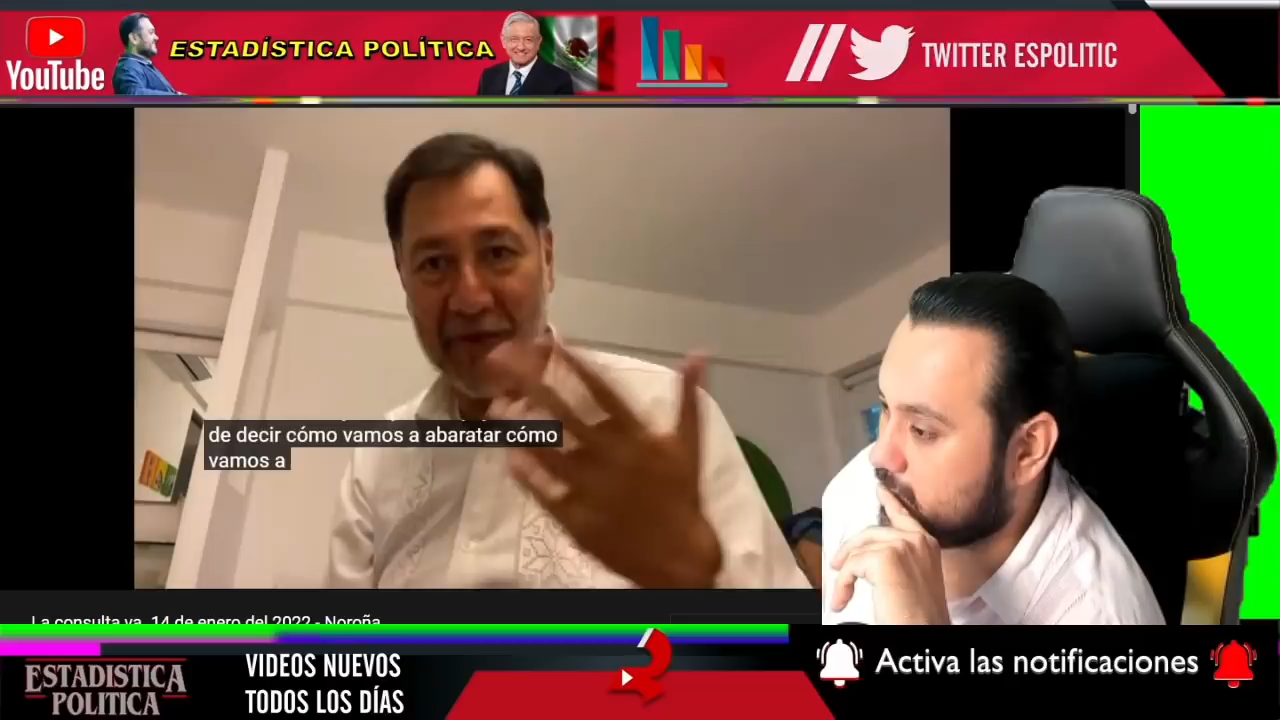 YouTube
ESTADÍSTICA POLÍTICA
TWITTER ESPOLITIC
de decir cómo vamos a abaratar cómo
vamos a
La consulta va, 14 de enero del 2022 - Noroña
ESTADISTICA
POLÍTICA
VIDEOS NUEVOS
TODOS LOS DÍAS
Activa las notificaciones